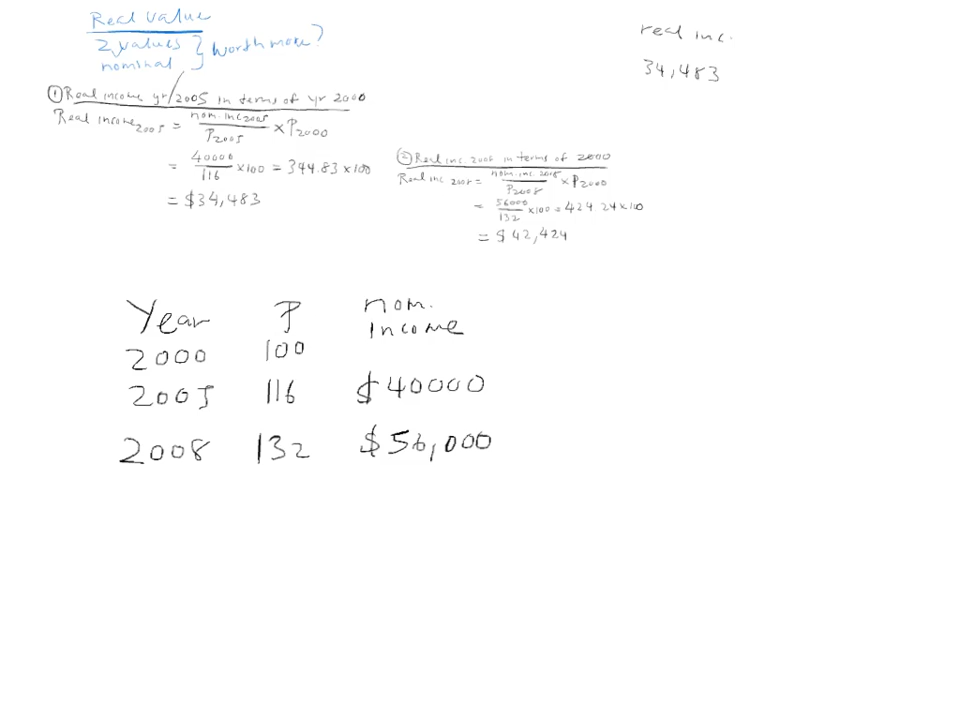 Real value
2 values } worth more?
nominal
① Real income yr/2005 in terms of yr 2000
Real income2005 = nom. inc2005 / P2005 × P2000
= 40000 / 116 × 100 = 344.83 × 100
= $34,483
② Real inc. 2008 in terms of 2000
Real inc 2008 = nom. inc. 2008 / P2008 × P2000
= 56000 / 132 × 100 = 424.24 × 100
= $42,424
real inc.
34,483
Year P nom. income
2000 100
2005 116 $40000
2008 132 $56,000